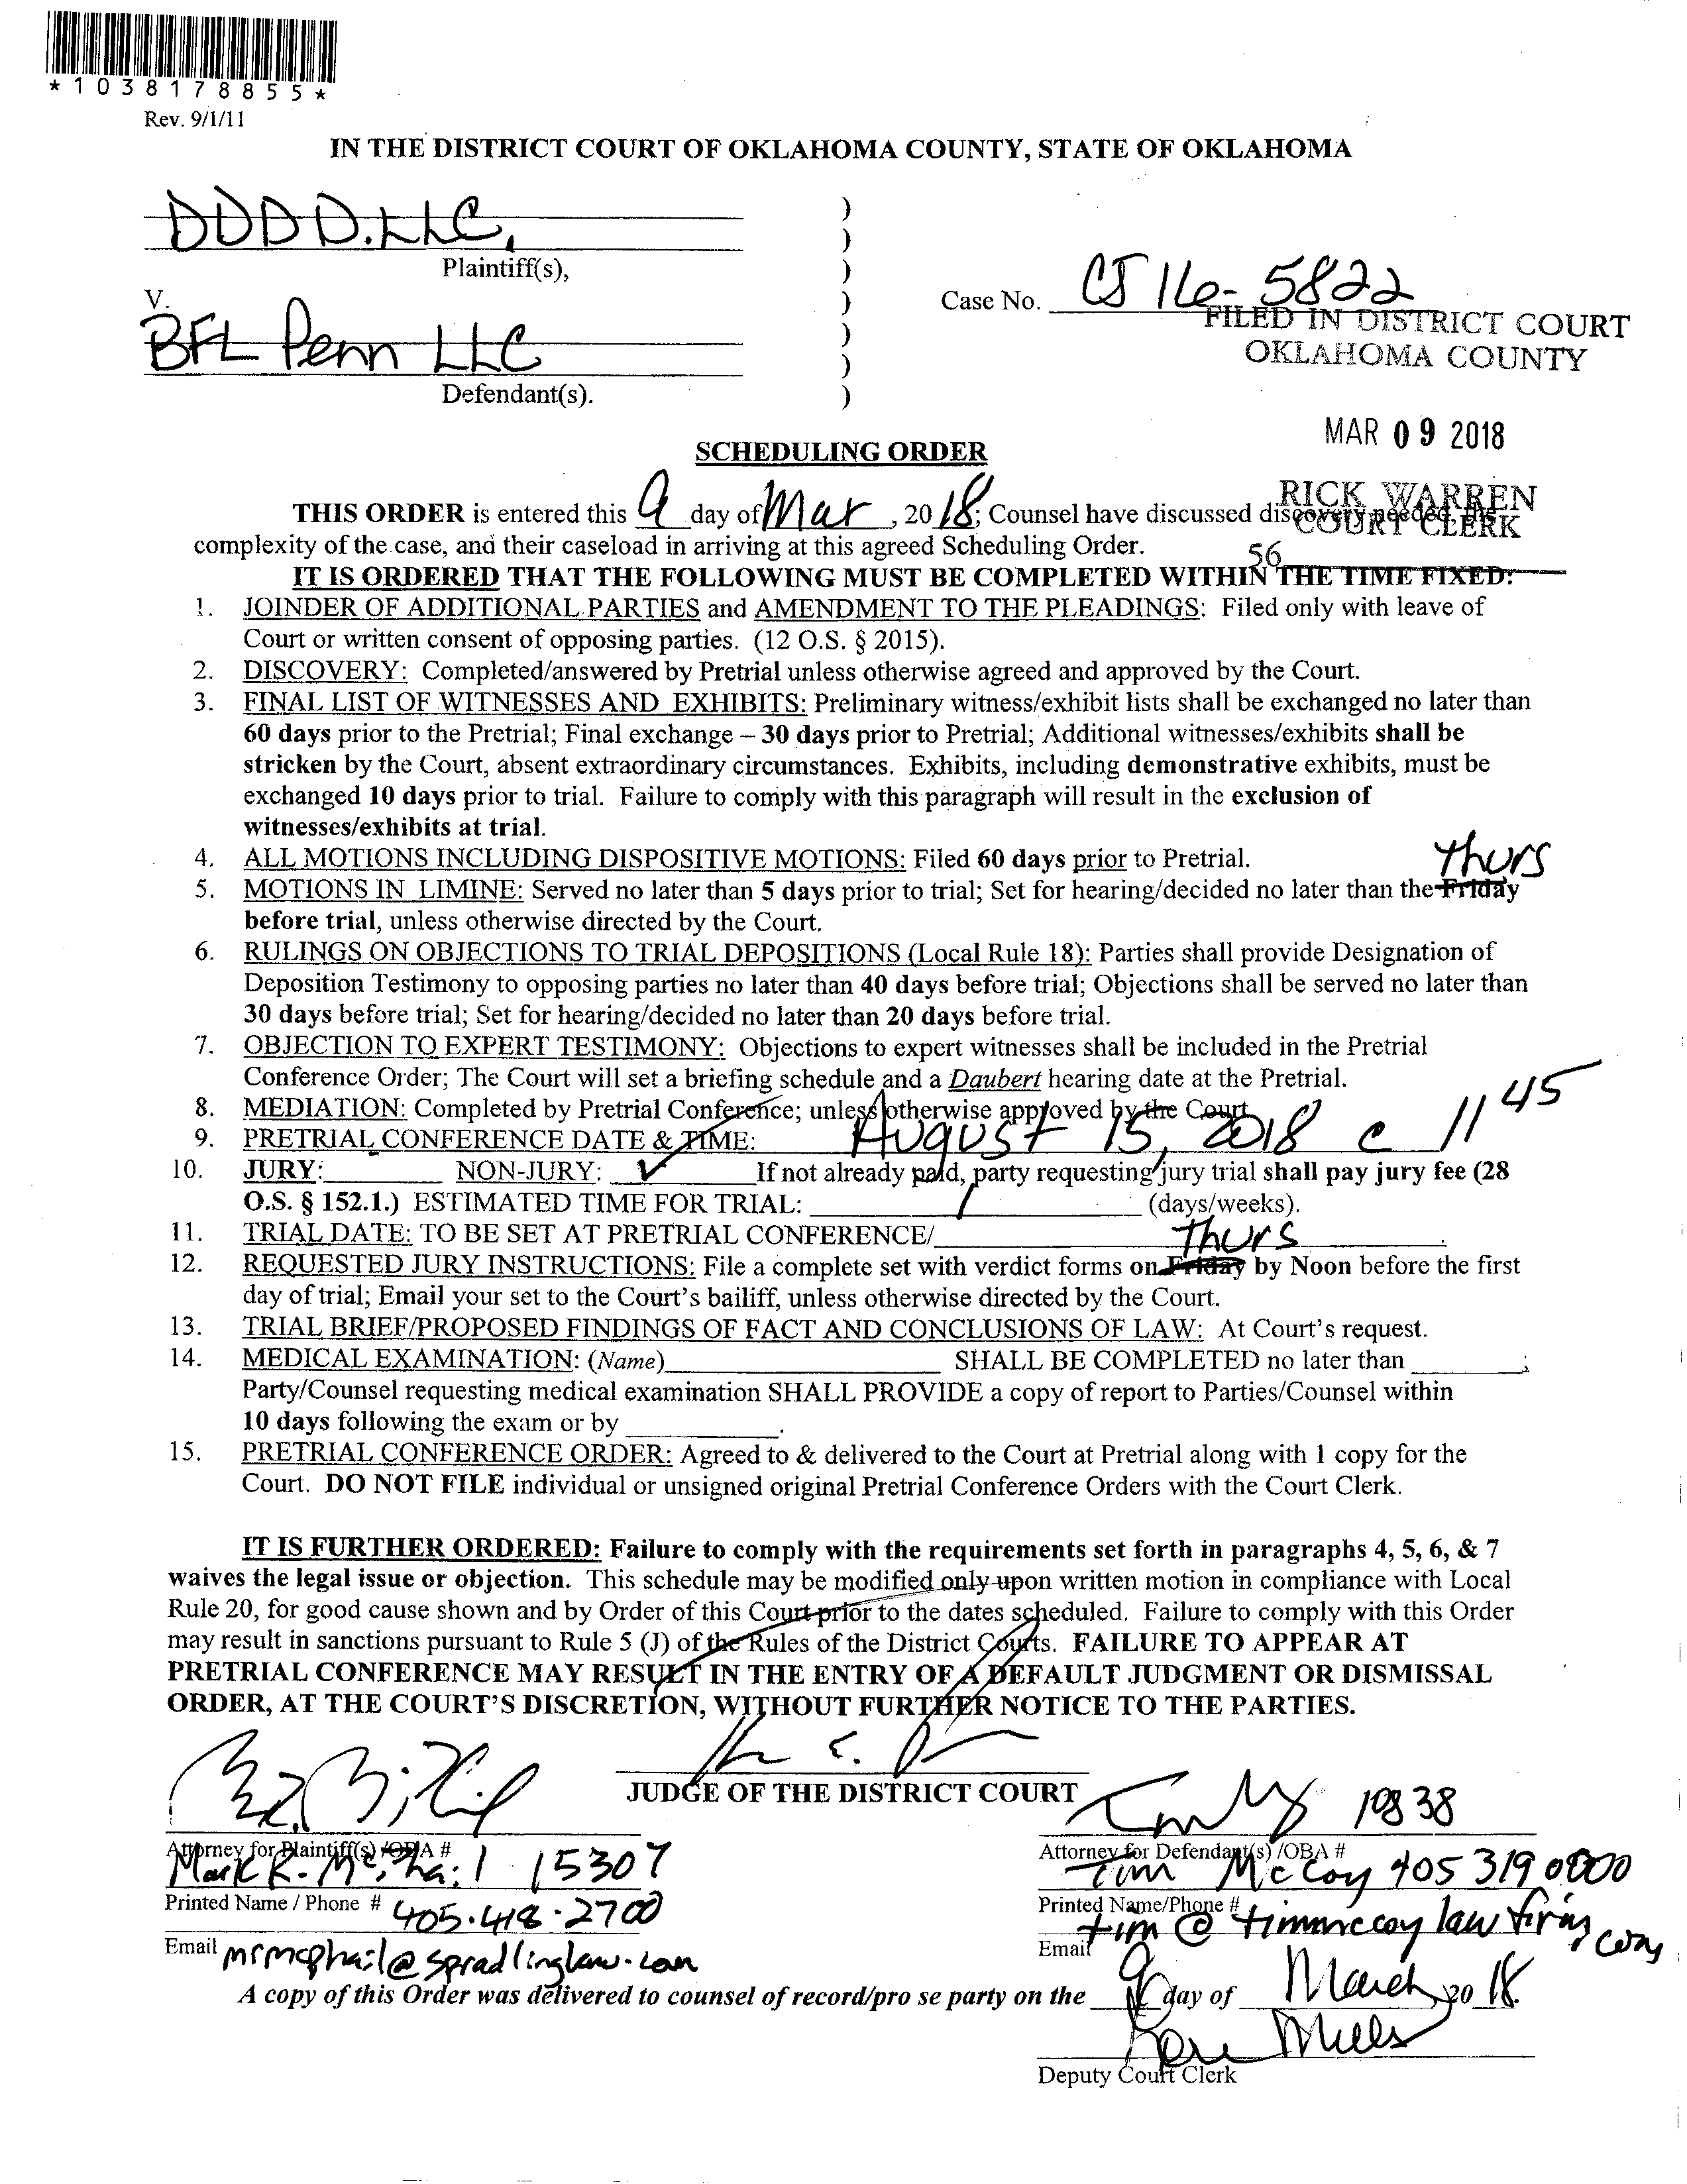 *1038178855*
Rev. 9/1/11
IN THE DISTRICT COURT OF OKLAHOMA COUNTY, STATE OF OKLAHOMA
DUDD.LLC,
Plaintiff(s),
V.
BFL Penn LLC
Defendant(s).
)
)
)
)
)
)
)
Case No. CJ 16-5822
FILED IN DISTRICT COURT
OKLAHOMA COUNTY
MAR 09 2018
RICK WARREN
COURT CLERK
56
SCHEDULING ORDER
THIS ORDER is entered this 9 day of Mar, 2018; Counsel have discussed discovery needed, the
complexity of the case, and their caseload in arriving at this agreed Scheduling Order.
IT IS ORDERED THAT THE FOLLOWING MUST BE COMPLETED WITHIN THE TIME FIXED:
1. JOINDER OF ADDITIONAL PARTIES and AMENDMENT TO THE PLEADINGS: Filed only with leave of
Court or written consent of opposing parties. (12 O.S. § 2015).
2. DISCOVERY: Completed/answered by Pretrial unless otherwise agreed and approved by the Court.
3. FINAL LIST OF WITNESSES AND EXHIBITS: Preliminary witness/exhibit lists shall be exchanged no later than
60 days prior to the Pretrial; Final exchange – 30 days prior to Pretrial; Additional witnesses/exhibits shall be
stricken by the Court, absent extraordinary circumstances. Exhibits, including demonstrative exhibits, must be
exchanged 10 days prior to trial. Failure to comply with this paragraph will result in the exclusion of
witnesses/exhibits at trial.
4. ALL MOTIONS INCLUDING DISPOSITIVE MOTIONS: Filed 60 days prior to Pretrial.
Thurs
5. MOTIONS IN LIMINE: Served no later than 5 days prior to trial; Set for hearing/decided no later than the Friday
before trial, unless otherwise directed by the Court.
6. RULINGS ON OBJECTIONS TO TRIAL DEPOSITIONS (Local Rule 18): Parties shall provide Designation of
Deposition Testimony to opposing parties no later than 40 days before trial; Objections shall be served no later than
30 days before trial; Set for hearing/decided no later than 20 days before trial.
7. OBJECTION TO EXPERT TESTIMONY: Objections to expert witnesses shall be included in the Pretrial
Conference Order; The Court will set a briefing schedule and a Daubert hearing date at the Pretrial.
8. MEDIATION: Completed by Pretrial Conference; unless otherwise approved by the Court
9. PRETRIAL CONFERENCE DATE & TIME: August 15, 2018 @ 11 45
10. JURY: NON-JURY: ✓ If not already paid, party requesting jury trial shall pay jury fee (28
O.S. § 152.1.) ESTIMATED TIME FOR TRIAL: 1 (days/weeks).
11. TRIAL DATE: TO BE SET AT PRETRIAL CONFERENCE/
Thurs
12. REQUESTED JURY INSTRUCTIONS: File a complete set with verdict forms on Friday by Noon before the first
day of trial; Email your set to the Court's bailiff, unless otherwise directed by the Court.
13. TRIAL BRIEF/PROPOSED FINDINGS OF FACT AND CONCLUSIONS OF LAW: At Court's request.
14. MEDICAL EXAMINATION: (Name) SHALL BE COMPLETED no later than ;
Party/Counsel requesting medical examination SHALL PROVIDE a copy of report to Parties/Counsel within
10 days following the exam or by .
15. PRETRIAL CONFERENCE ORDER: Agreed to & delivered to the Court at Pretrial along with 1 copy for the
Court. DO NOT FILE individual or unsigned original Pretrial Conference Orders with the Court Clerk.
IT IS FURTHER ORDERED: Failure to comply with the requirements set forth in paragraphs 4, 5, 6, & 7
waives the legal issue or objection. This schedule may be modified only upon written motion in compliance with Local
Rule 20, for good cause shown and by Order of this Court prior to the dates scheduled. Failure to comply with this Order
may result in sanctions pursuant to Rule 5 (J) of the Rules of the District Courts. FAILURE TO APPEAR AT
PRETRIAL CONFERENCE MAY RESULT IN THE ENTRY OF A DEFAULT JUDGMENT OR DISMISSAL
ORDER, AT THE COURT'S DISCRETION, WITHOUT FURTHER NOTICE TO THE PARTIES.
JUDGE OF THE DISTRICT COURT
Attorney for Plaintiff(s) /OBA #
Mark R. McPhail 15307
Printed Name / Phone # 405.418.2700
Email mrmcphail@spradlinglaw.com
10838
Attorney for Defendant(s) /OBA #
Tim McCoy 405 319 0000
Printed Name/Phone #
Email tim@timmccoylawfirm.com
A copy of this Order was delivered to counsel of record/pro se party on the 9 day of March, 2018.
Deputy Court Clerk